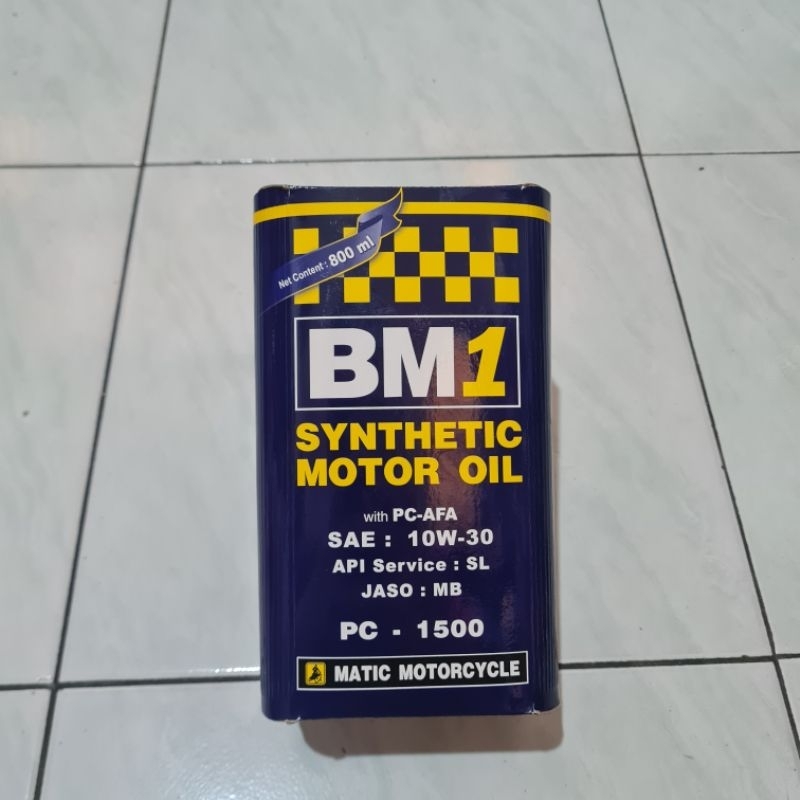 Net Content : 800 ml
BM1
SYNTHETIC
MOTOR OIL
with PC-AFA
SAE : 10W-30
API Service : SL
JASO : MB
PC - 1500
MATIC MOTORCYCLE